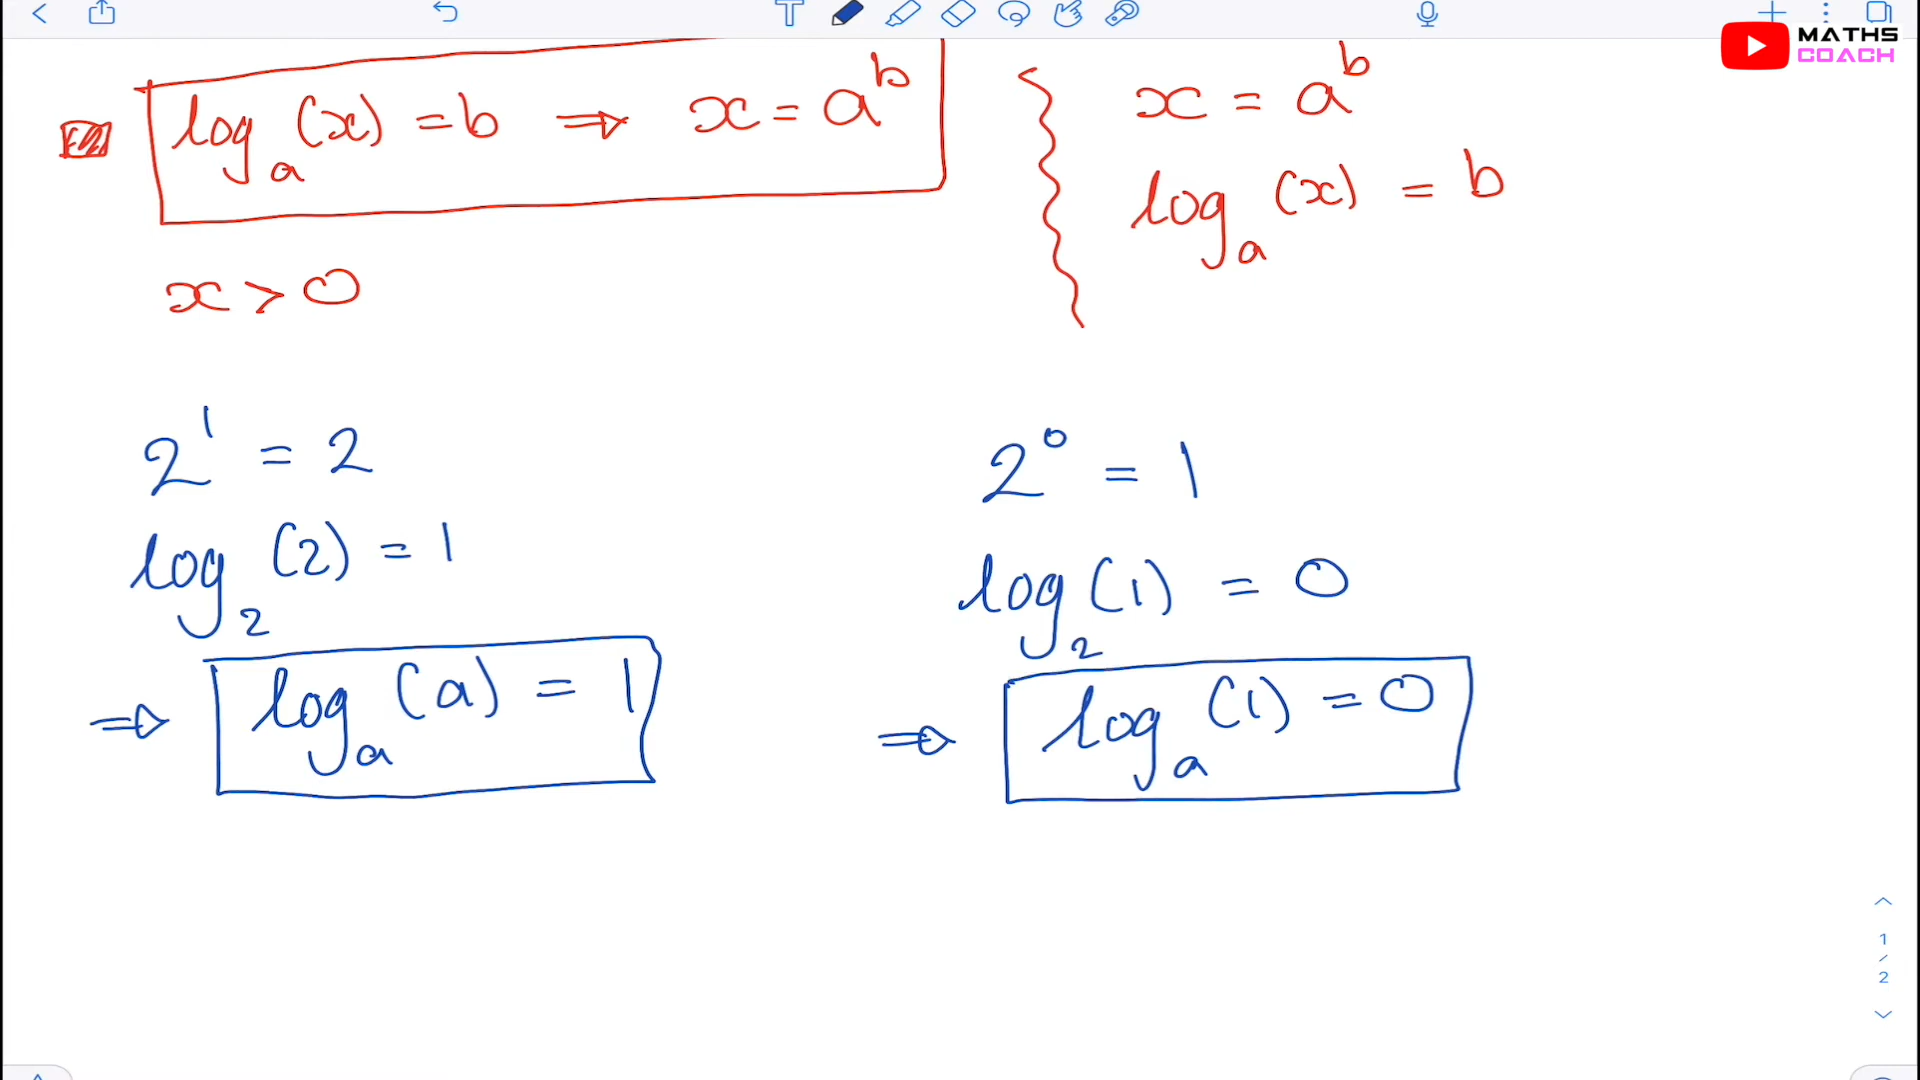 MATHS
COACH
log_a (x) = b ⇒ x = a^b
x > 0
x = a^b
log_a (x) = b
2^1 = 2
log_2 (2) = 1
⇒ log_a (a) = 1
2^0 = 1
log_2 (1) = 0
⇒ log_a (1) = 0
1
/
2